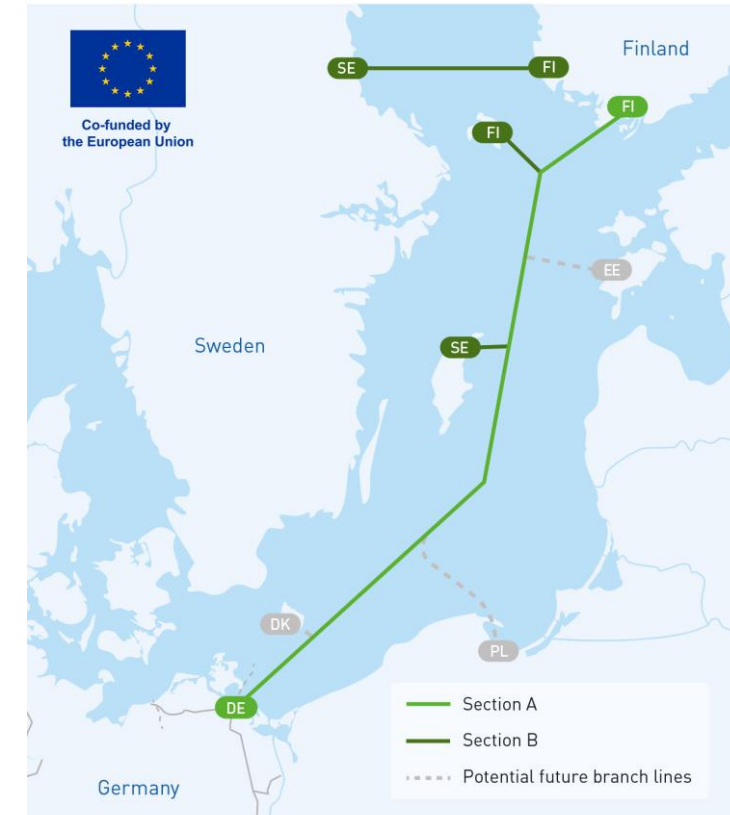 Finland
SE
FI
Co-funded by
the European Union
FI
FI
EE
Sweden
SE
DK
PL
Section A
DE
Section B
Potential future branch lines
Germany